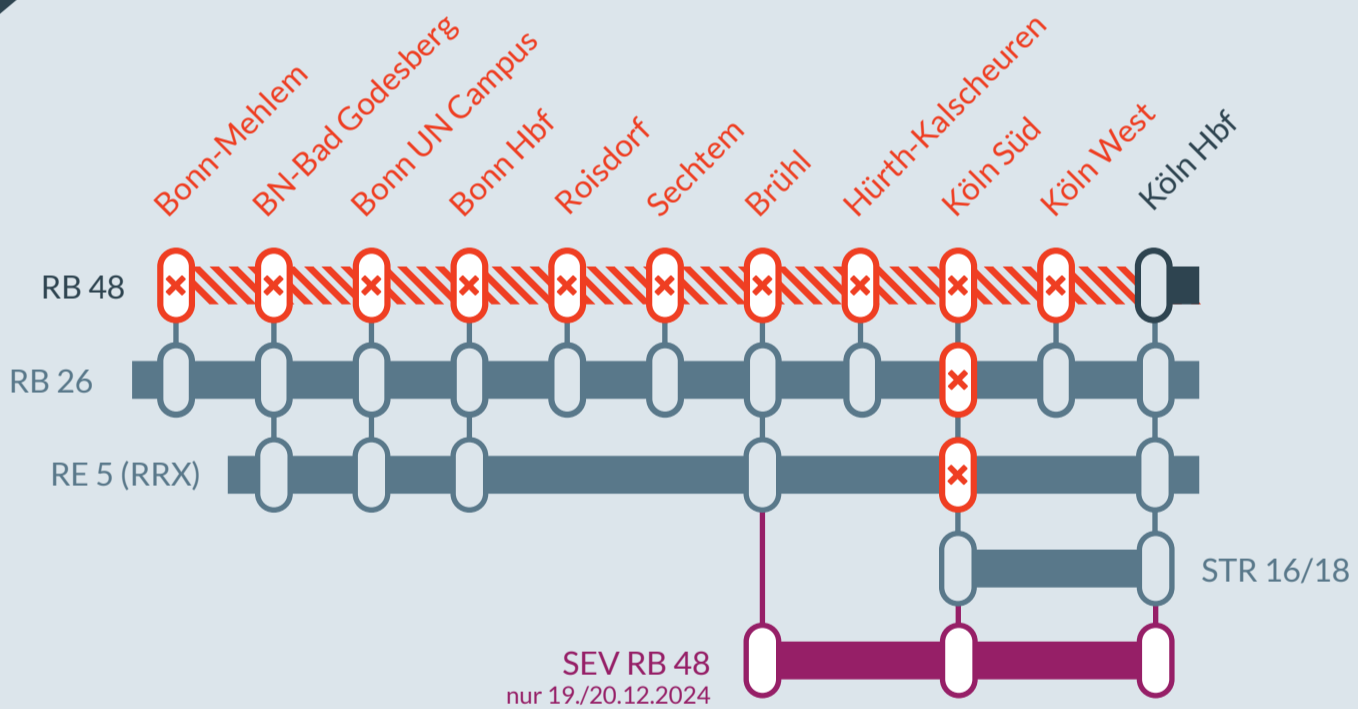 Bonn-Mehlem
BN-Bad Godesberg
Bonn UN Campus
Bonn Hbf
Roisdorf
Sechtem
Brühl
Hürth-Kalscheuren
Köln Süd
Köln West
Köln Hbf
RB 48
RB 26
RE 5 (RRX)
STR 16/18
SEV RB 48
nur 19./20.12.2024